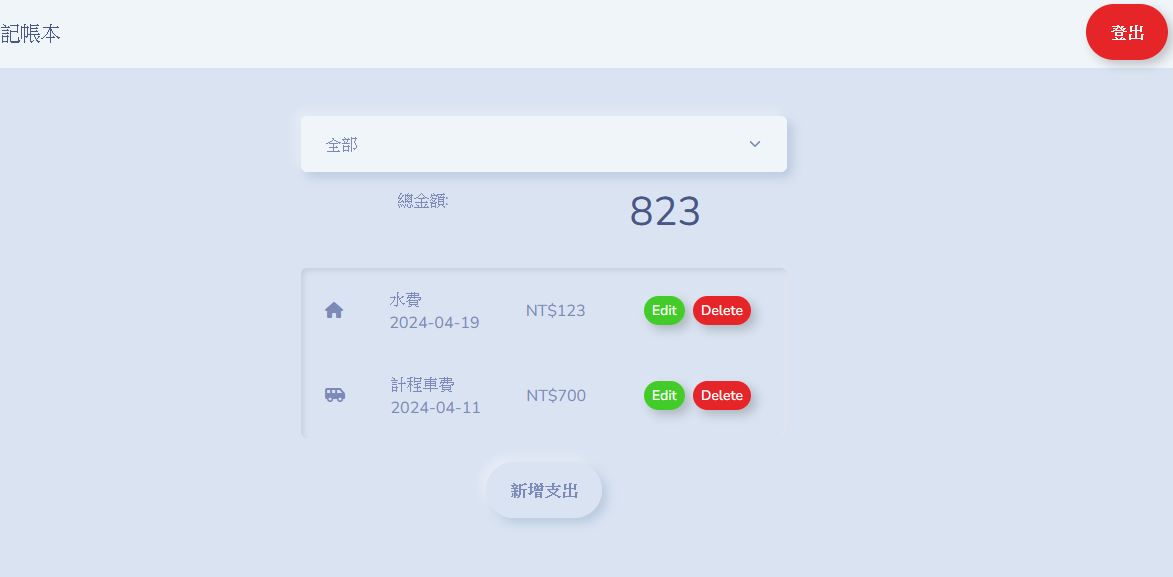 記帳本
登出
全部
總金額:
823
水費
2024-04-19
NT$123
Edit
Delete
計程車費
2024-04-11
NT$700
Edit
Delete
新增支出